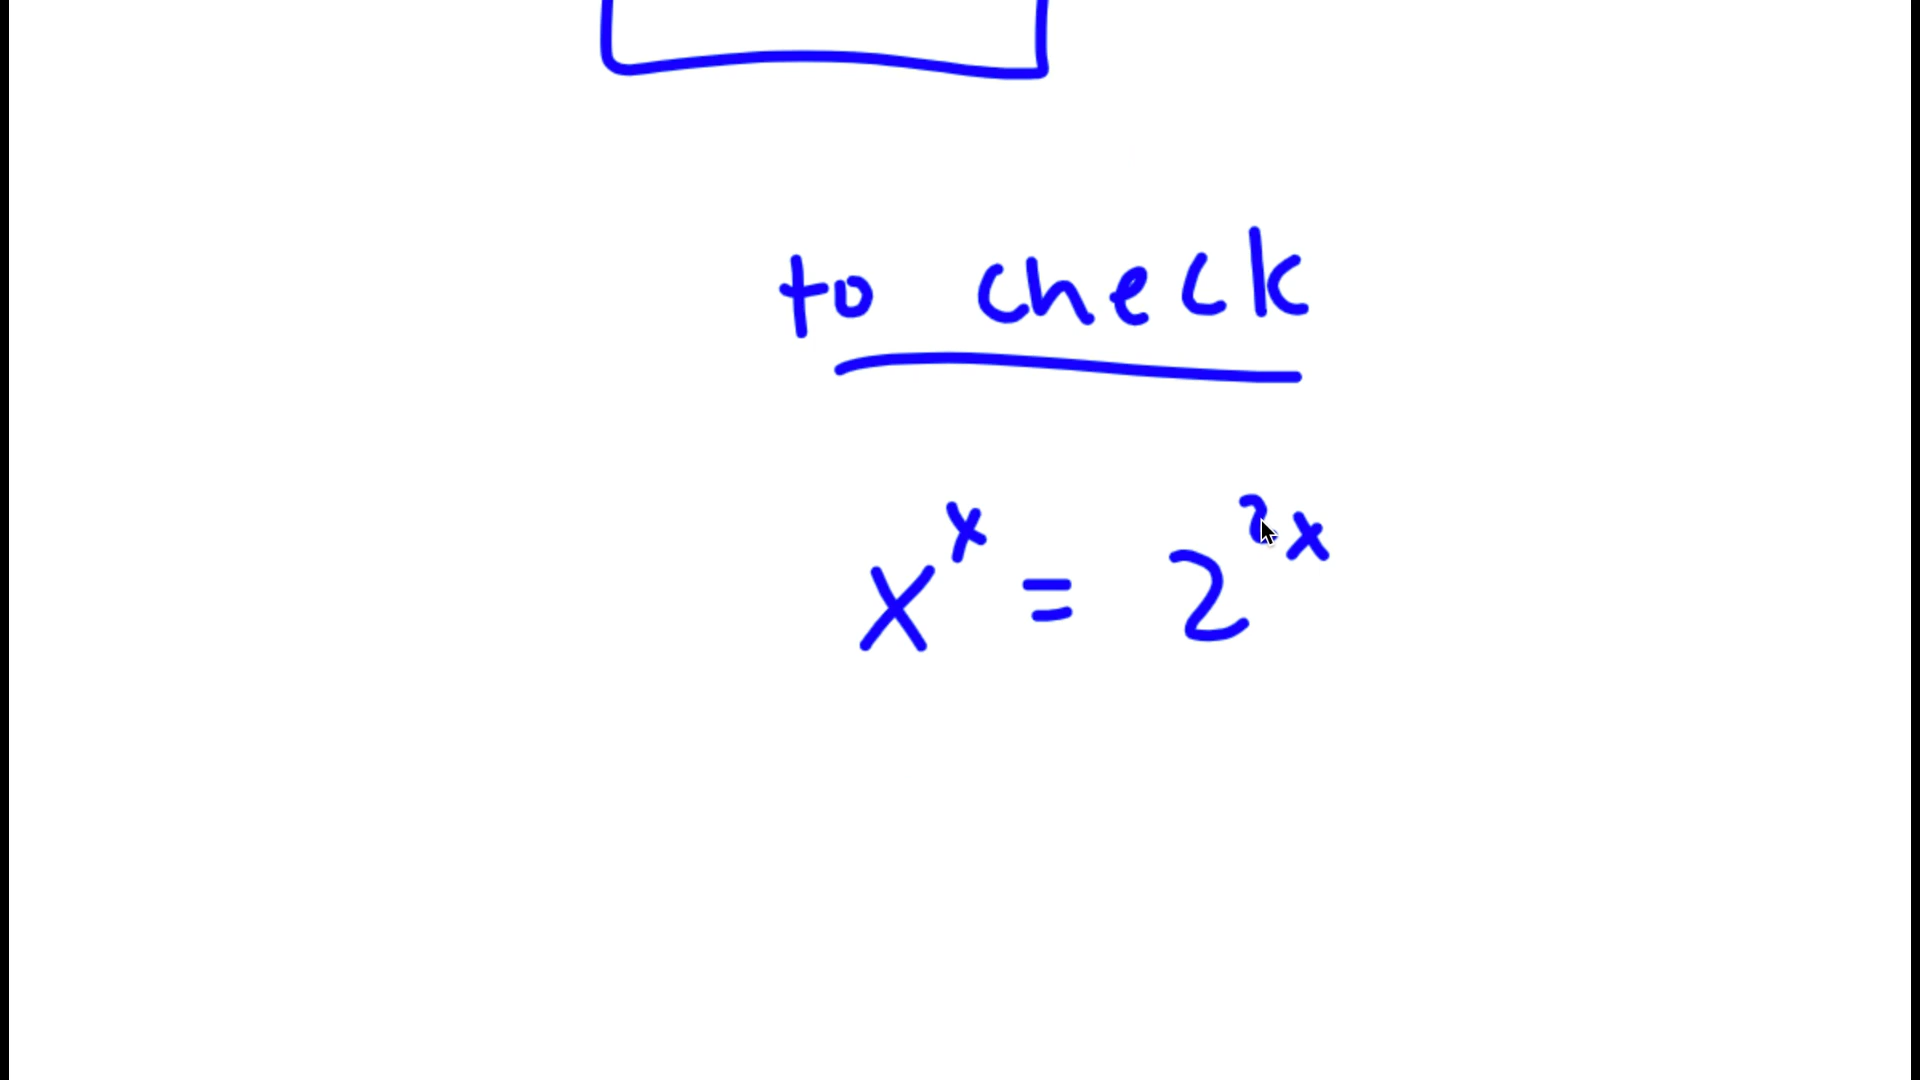 to check
x^x = 2^2x